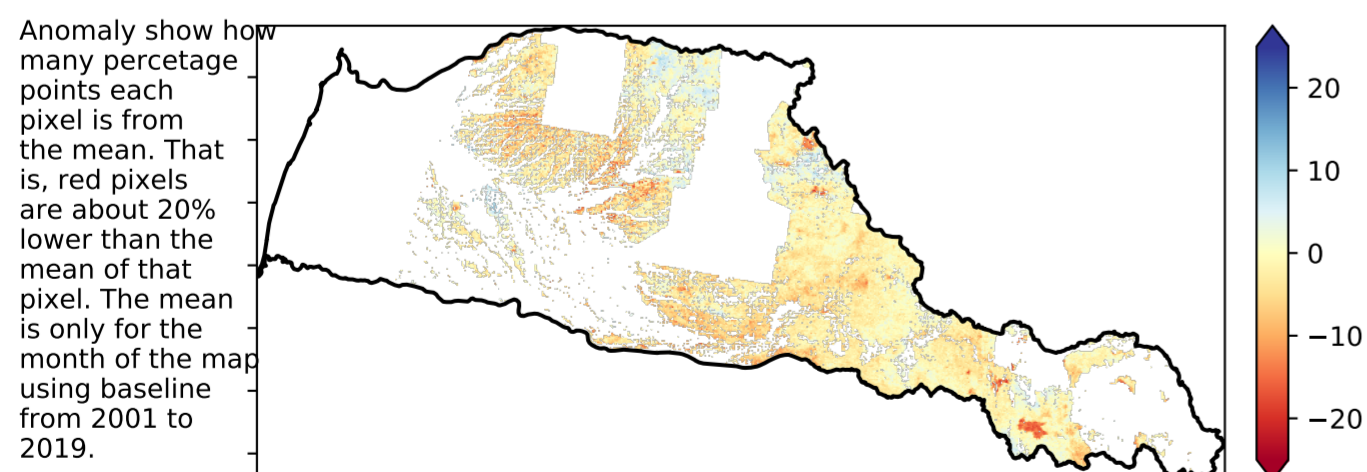 Anomaly show how
many percetage
points each
pixel is from
the mean. That
is, red pixels
are about 20%
lower than the
mean of that
pixel. The mean
is only for the
month of the map
using baseline
from 2001 to
2019.
20
10
0
−10
−20